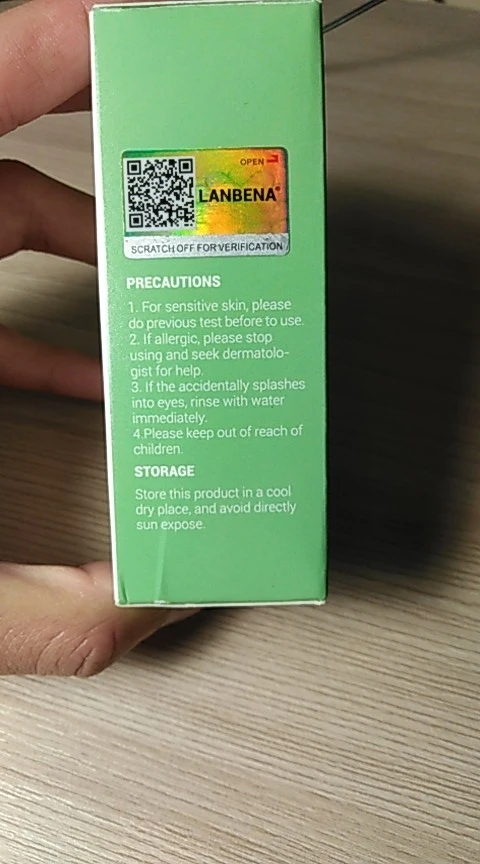 OPEN
LANBENA®
SCRATCH OFF FOR VERIFICATION
PRECAUTIONS
1. For sensitive skin, please
do previous test before to use.
2. If allergic, please stop
using and seek dermatolo-
gist for help.
3. If the accidentally splashes
into eyes, rinse with water
immediately.
4.Please keep out of reach of
children.
STORAGE
Store this product in a cool
dry place, and avoid directly
sun expose.